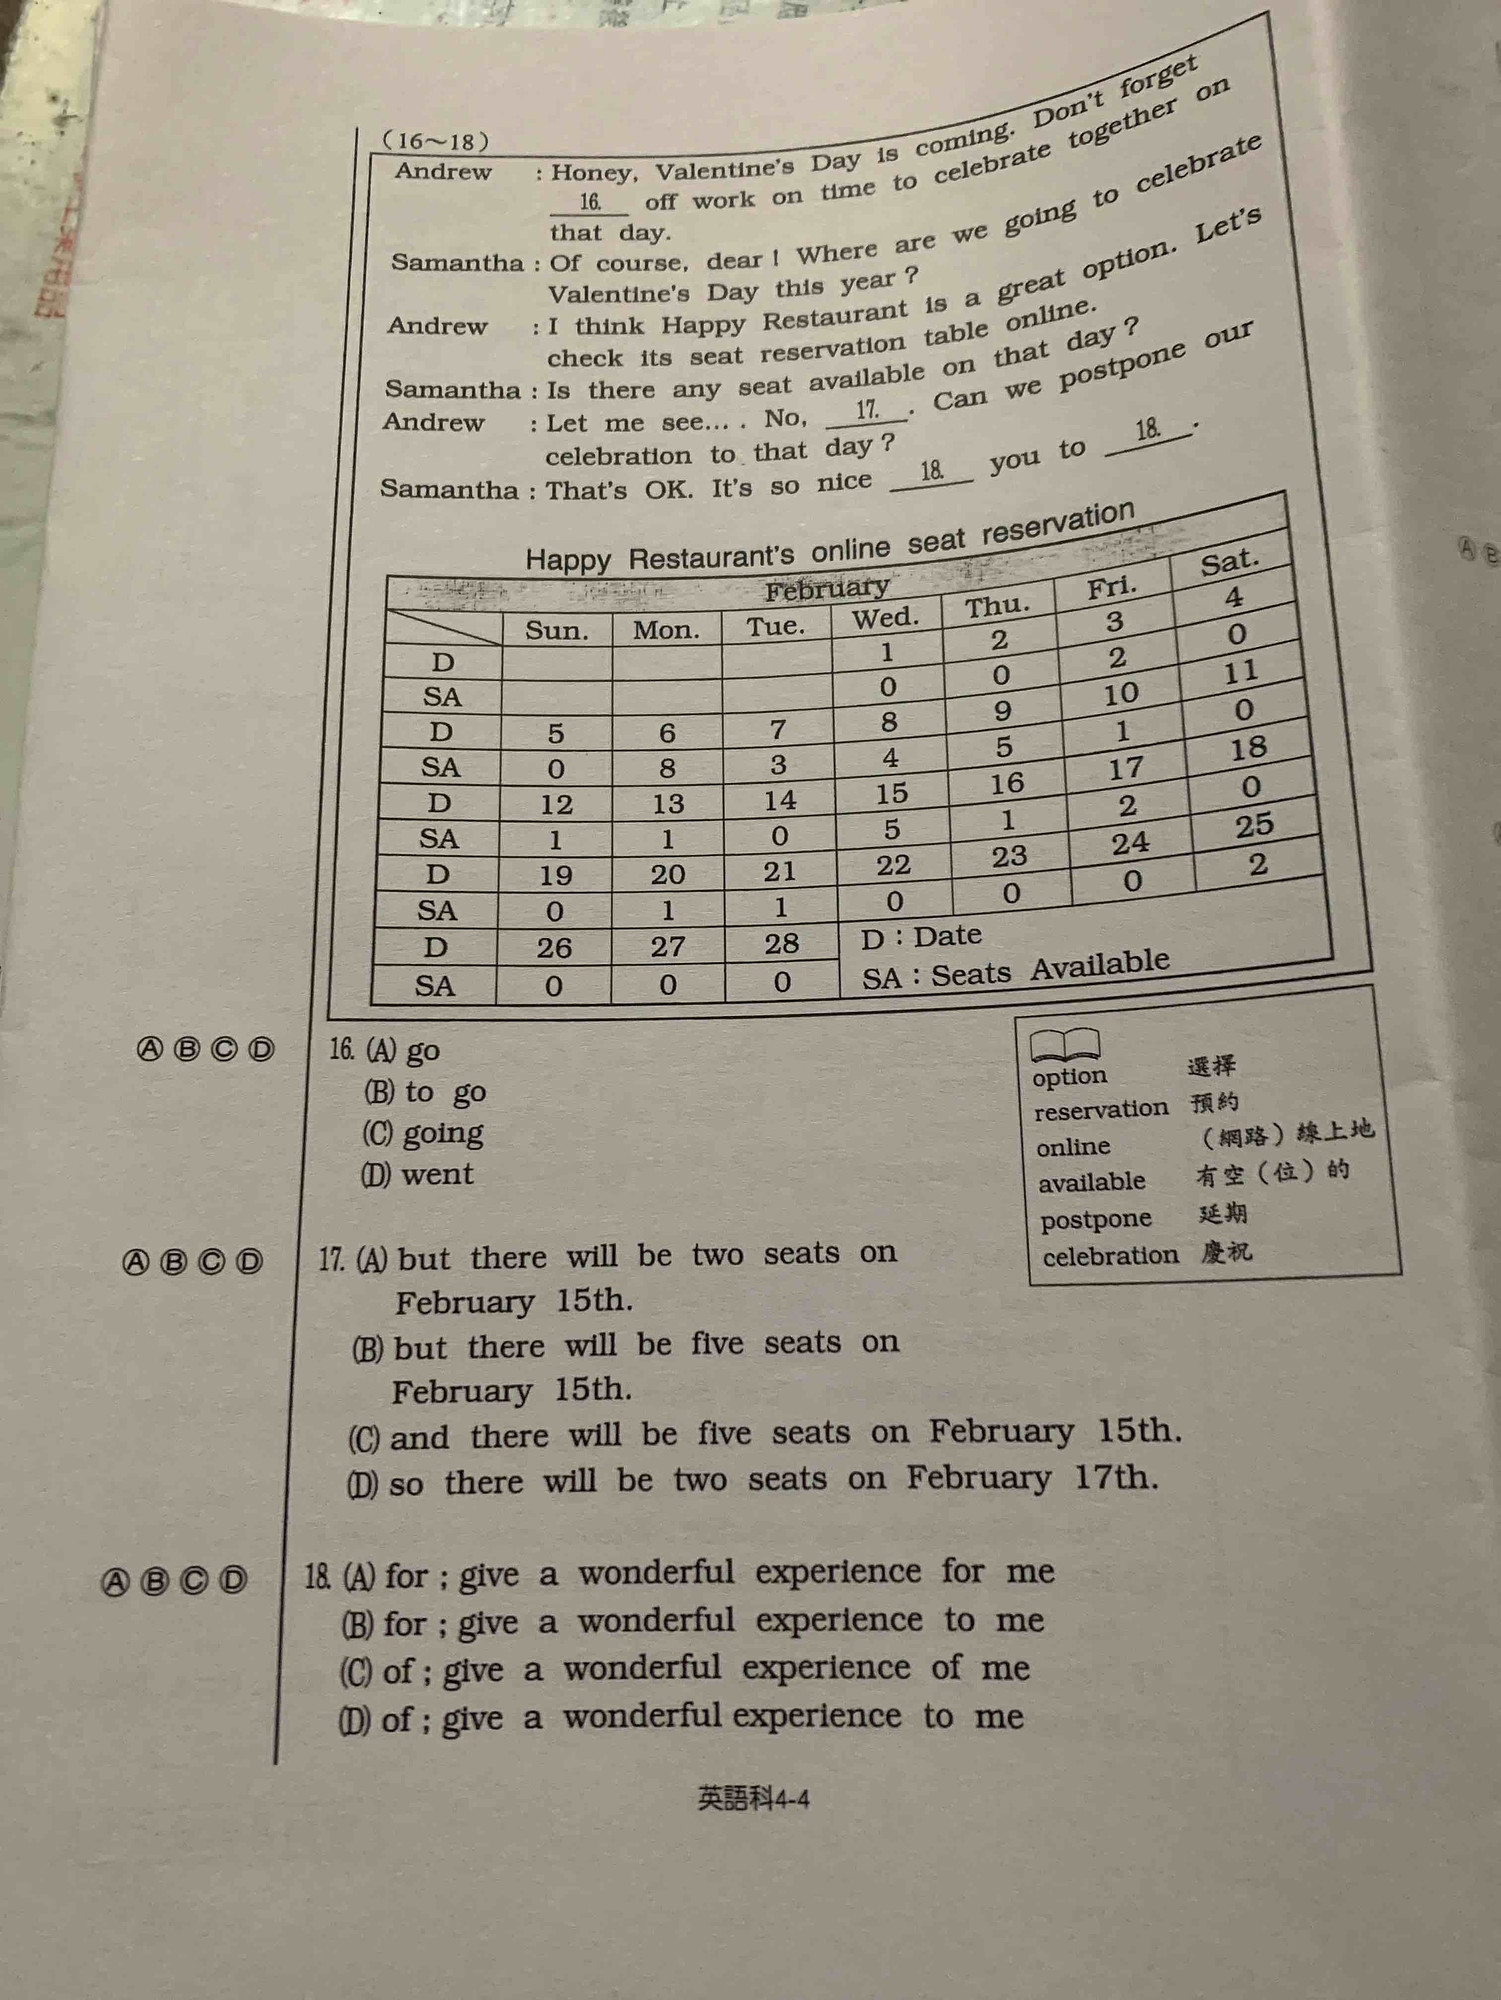 (16～18)
Andrew : Honey, Valentine's Day is coming. Don't forget
16. off work on time to celebrate together on
that day.
Samantha : Of course, dear! Where are we going to celebrate
Valentine's Day this year?
Andrew : I think Happy Restaurant is a great option. Let's
check its seat reservation table online.
Samantha : Is there any seat available on that day?
Andrew : Let me see... . No, 17. . Can we postpone our
celebration to that day?
Samantha : That's OK. It's so nice 18. you to 18. .
Happy Restaurant's online seat reservation
February
Sun. Mon. Tue. Wed. Thu. Fri. Sat.
D 1 2 3 4
SA 0 0 2 0
D 5 6 7 8 9 10 11
SA 0 8 3 4 5 1 0
D 12 13 14 15 16 17 18
SA 1 1 0 5 1 2 0
D 19 20 21 22 23 24 25
SA 0 1 1 0 0 0 2
D 26 27 28 D：Date
SA 0 0 0 SA：Seats Available
Ⓐ Ⓑ Ⓒ Ⓓ 16. (A) go
(B) to go
(C) going
(D) went
option 選擇
reservation 預約
online （網路）線上地
available 有空（位）的
postpone 延期
celebration 慶祝
Ⓐ Ⓑ Ⓒ Ⓓ 17. (A) but there will be two seats on
February 15th.
(B) but there will be five seats on
February 15th.
(C) and there will be five seats on February 15th.
(D) so there will be two seats on February 17th.
Ⓐ Ⓑ Ⓒ Ⓓ 18. (A) for ; give a wonderful experience for me
(B) for ; give a wonderful experience to me
(C) of ; give a wonderful experience of me
(D) of ; give a wonderful experience to me
英語科4-4
Ⓐ Ⓑ